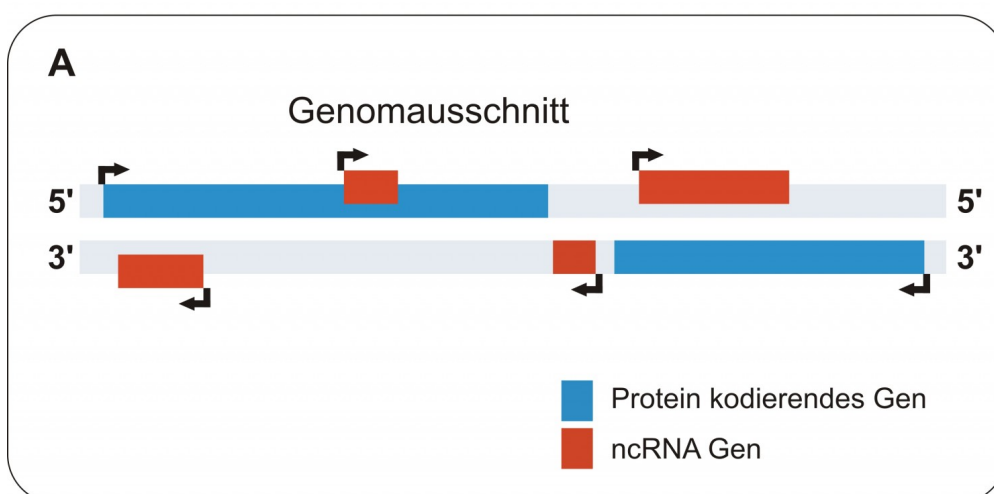 A
Genomausschnitt
5' 5'
3' 3'
Protein kodierendes Gen
ncRNA Gen